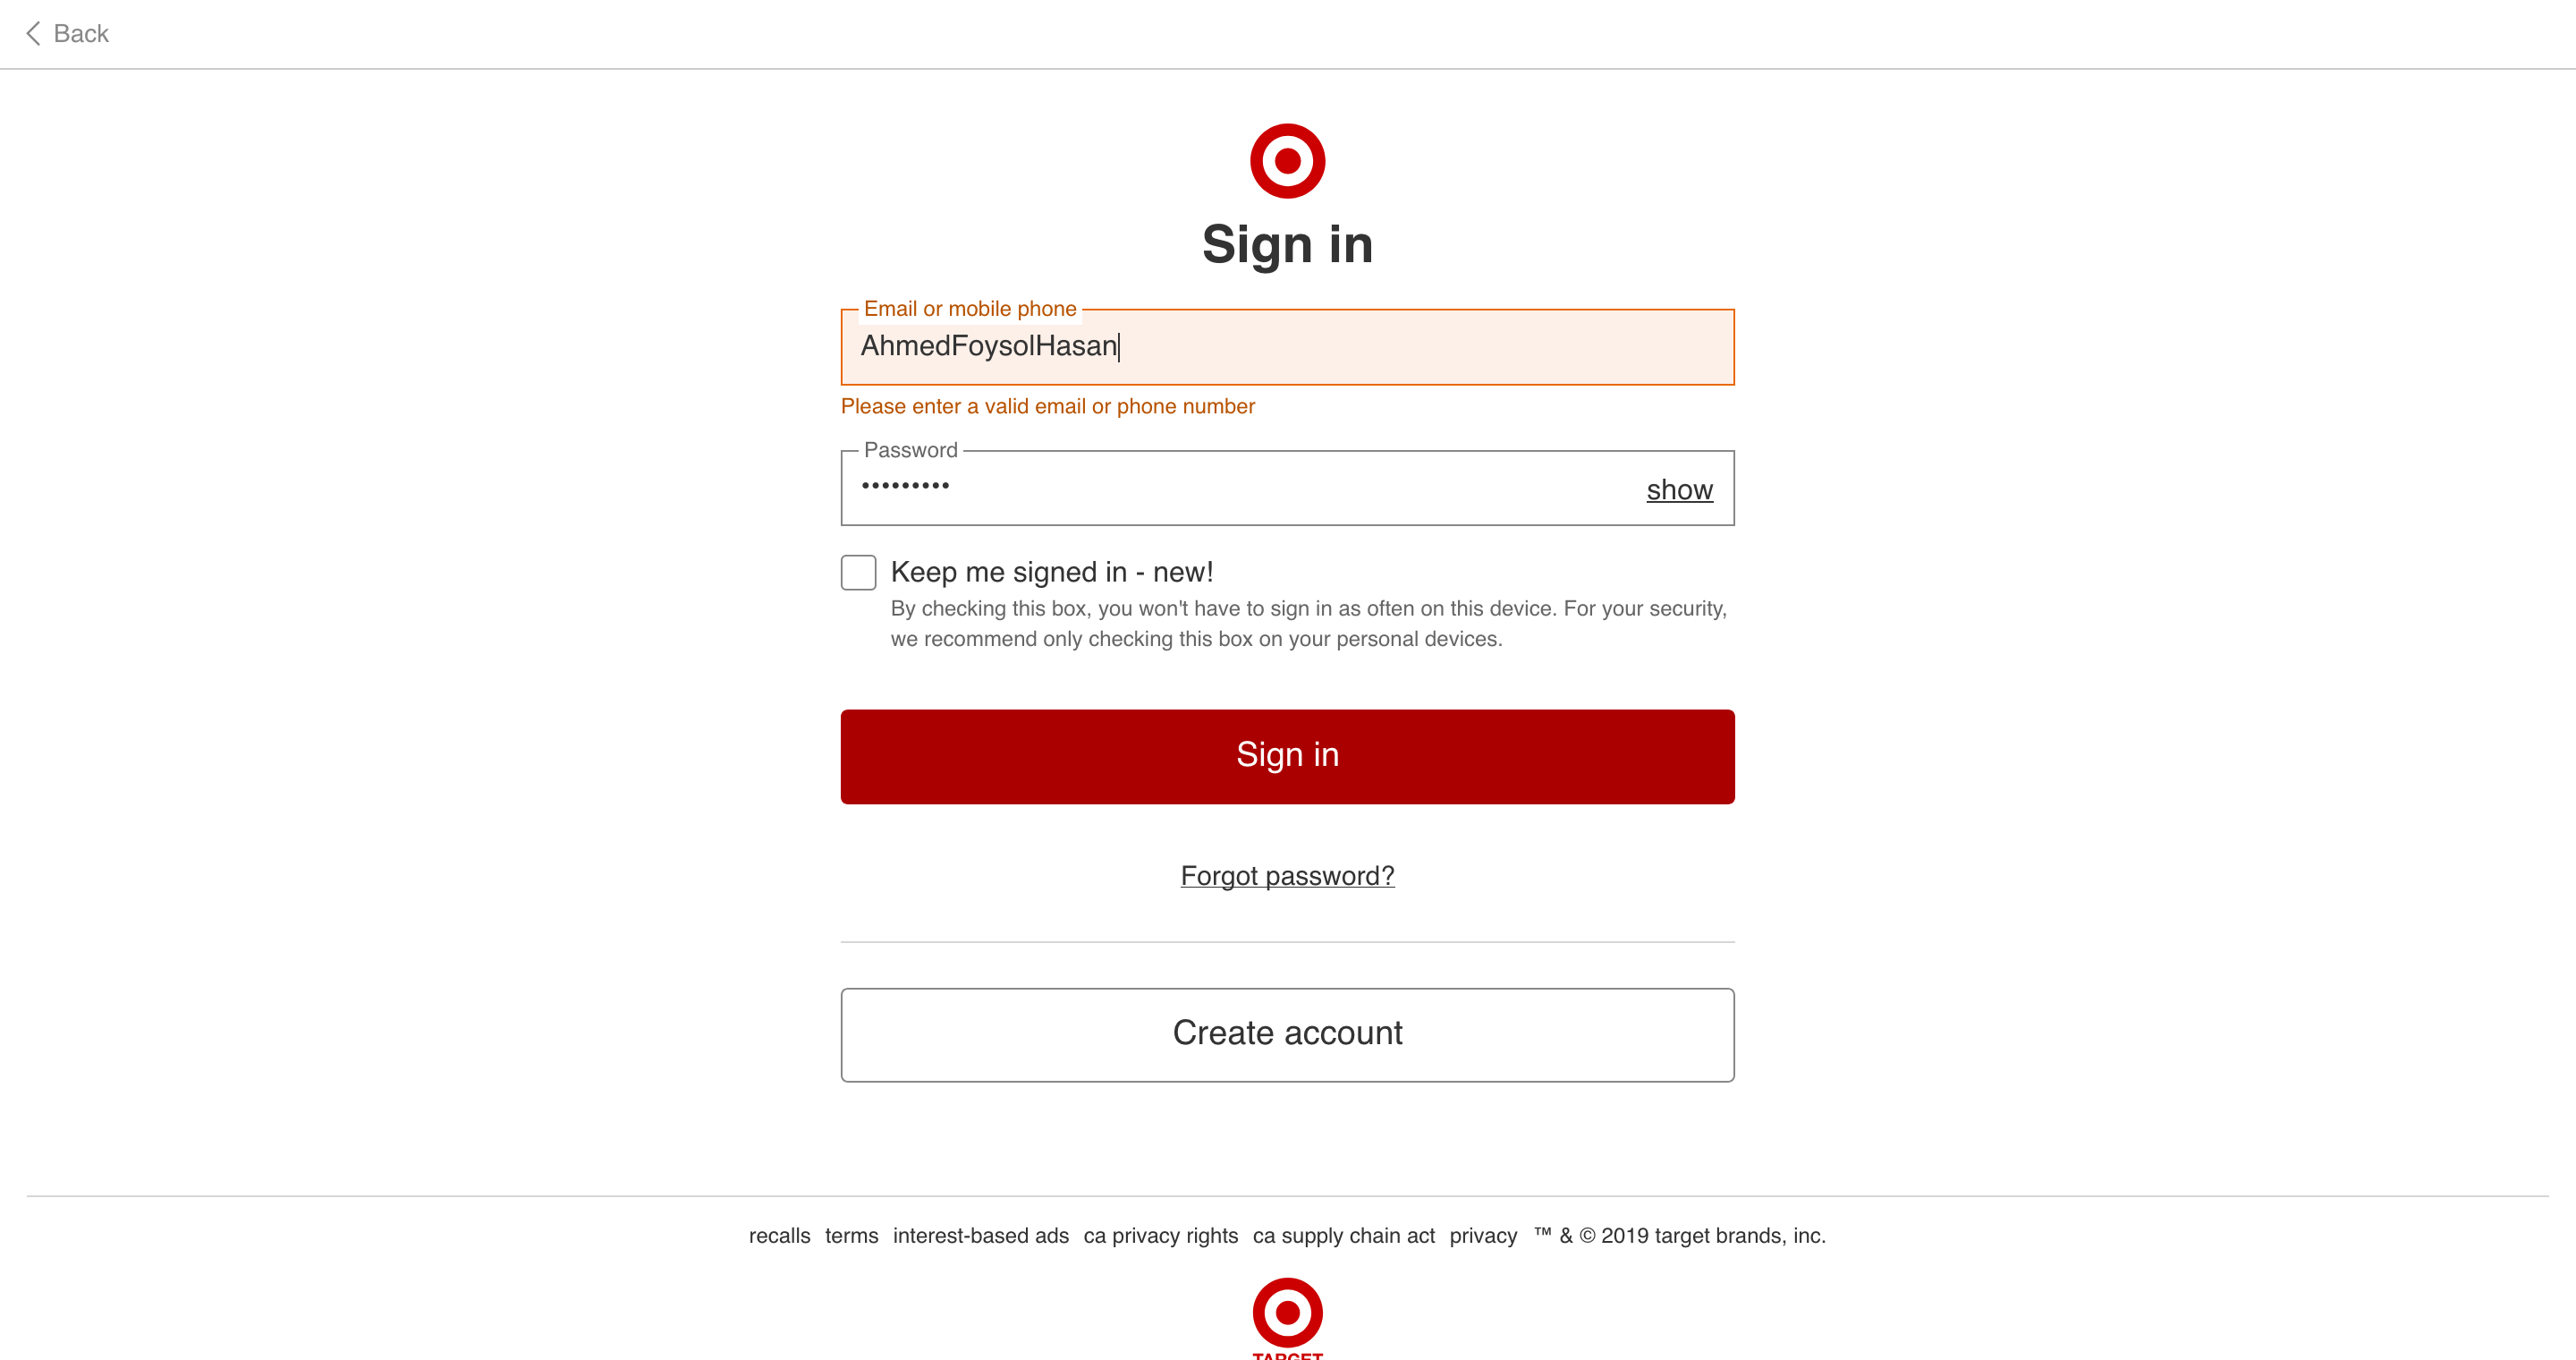 Back
Sign in
Email or mobile phone
AhmedFoysolHasan
Please enter a valid email or phone number
Password
•••••••••
show
Keep me signed in - new!
By checking this box, you won't have to sign in as often on this device. For your security,
we recommend only checking this box on your personal devices.
Sign in
Forgot password?
Create account
recalls terms interest-based ads ca privacy rights ca supply chain act privacy ™ & © 2019 target brands, inc.
TARGET